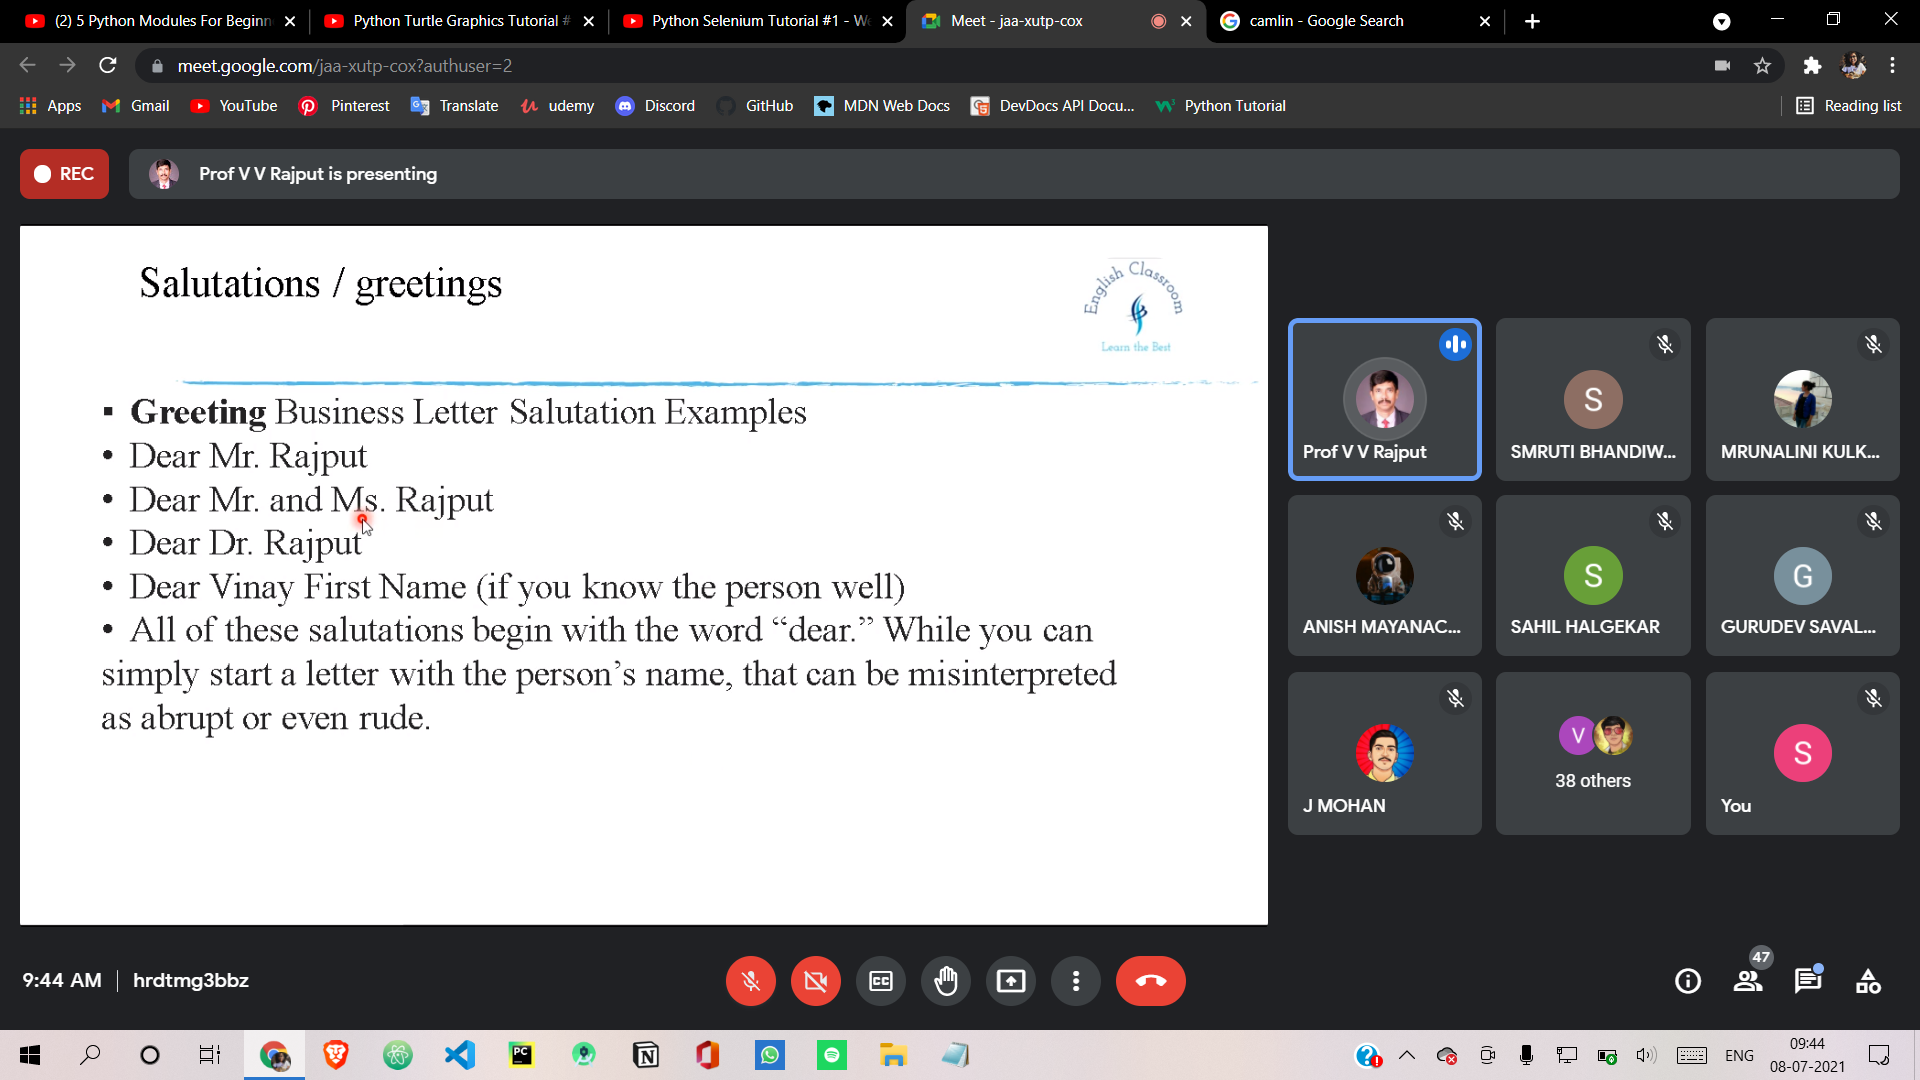 (2) 5 Python Modules For Beginn
Python Turtle Graphics Tutorial #
Python Selenium Tutorial #1 - We
Meet - jaa-xutp-cox
camlin - Google Search
meet.google.com/jaa-xutp-cox?authuser=2
Apps
Gmail
YouTube
Pinterest
Translate
udemy
Discord
GitHub
MDN Web Docs
DevDocs API Docu...
Python Tutorial
Reading list
REC
Prof V V Rajput is presenting
Salutations / greetings
English Classroom
Learn the Best
▪ Greeting Business Letter Salutation Examples
• Dear Mr. Rajput
• Dear Mr. and Ms. Rajput
• Dear Dr. Rajput
• Dear Vinay First Name (if you know the person well)
• All of these salutations begin with the word “dear.” While you can
simply start a letter with the person’s name, that can be misinterpreted
as abrupt or even rude.
Prof V V Rajput
S
SMRUTI BHANDIW...
MRUNALINI KULK...
ANISH MAYANAC...
S
SAHIL HALGEKAR
G
GURUDEV SAVAL...
J MOHAN
V
38 others
S
You
9:44 AM | hrdtmg3bbz
CC
47
PC
ENG
09:44
08-07-2021